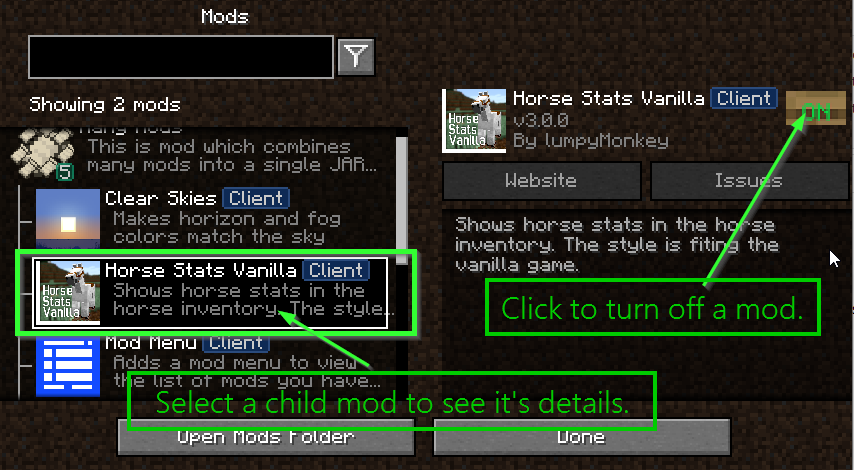 Mods
Showing 2 mods
Many Mods
This is mod which combines
many mods into a single JAR...
5
Clear Skies Client
Makes horizon and fog
colors match the sky
Horse Stats Vanilla Client
Shows horse stats in the
horse inventory. The style...
Horse
Stats
Vanilla
Mod Menu Client
Adds a mod menu to view
the list of mods you have...
Horse Stats Vanilla Client
v3.0.0
By lumpyMonkey
Horse
Stats
Vanilla
ON
Website
Issues
Shows horse stats in the horse
inventory. The style is fiting the
vanilla game.
Click to turn off a mod.
Select a child mod to see it's details.
Open Mods Folder
Done